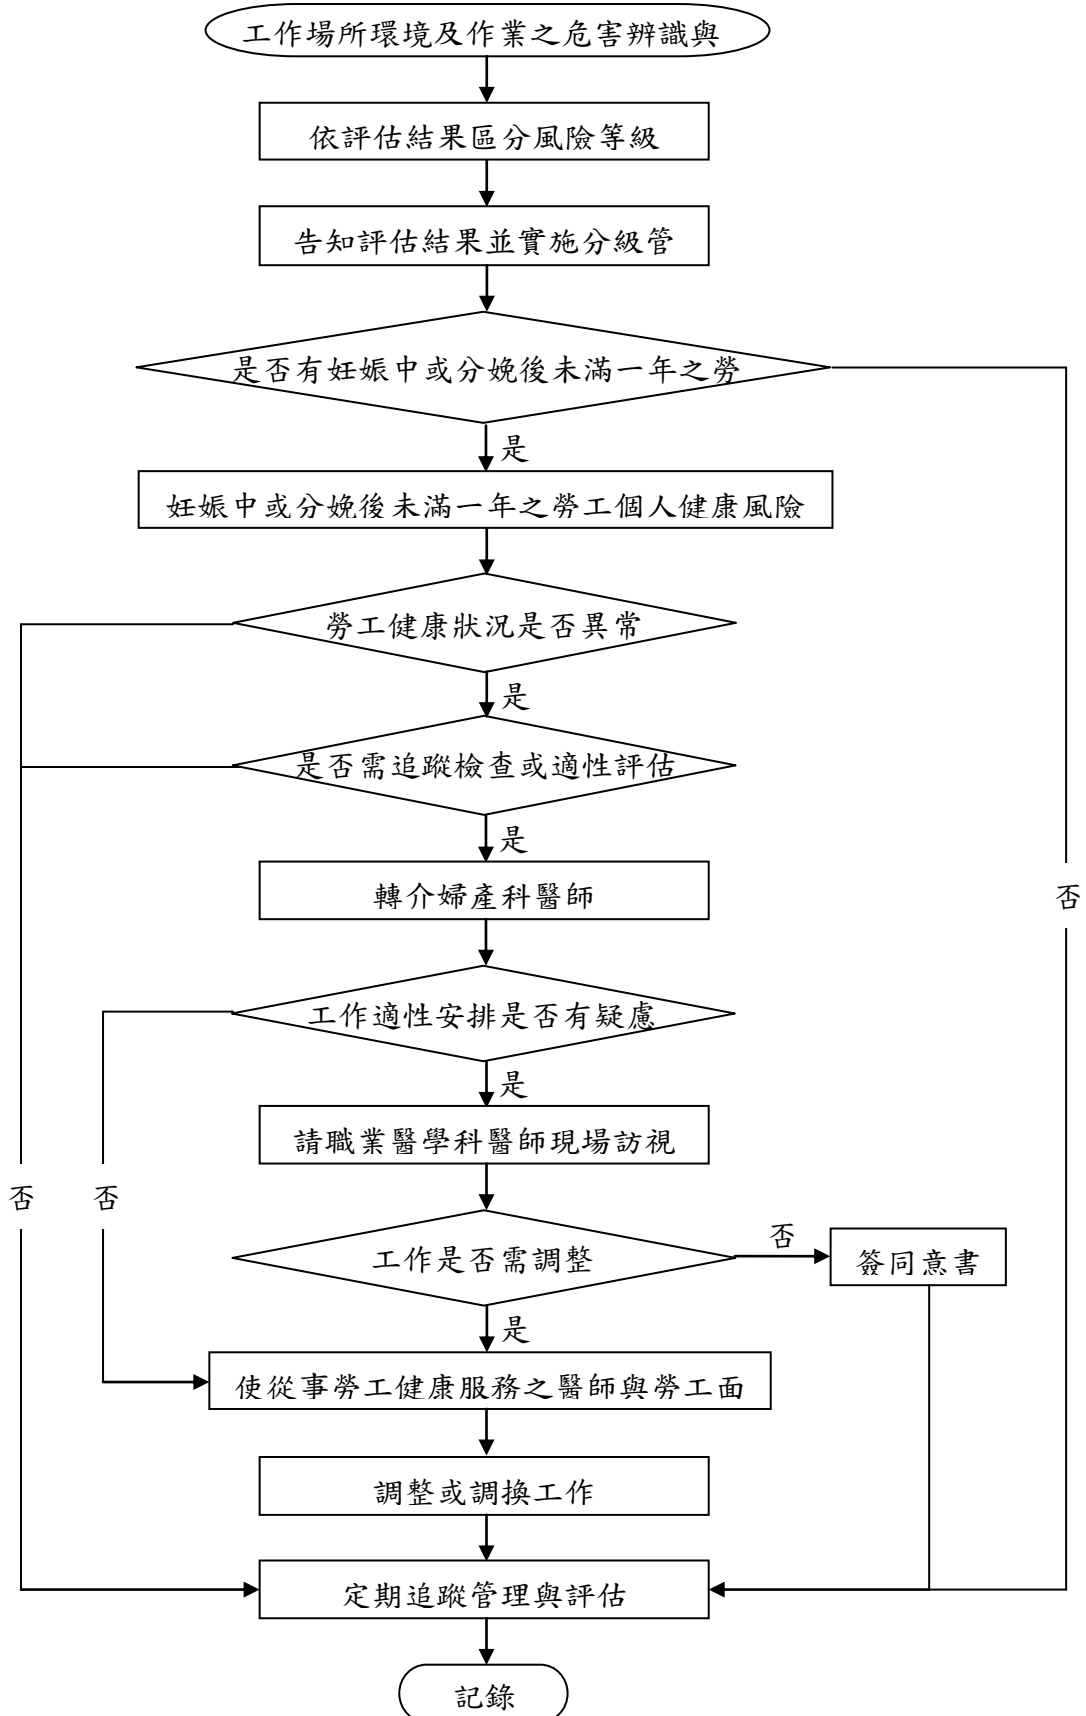 工作場所環境及作業之危害辨識與
依評估結果區分風險等級
告知評估結果並實施分級管
是否有妊娠中或分娩後未滿一年之勞
是
妊娠中或分娩後未滿一年之勞工個人健康風險
勞工健康狀況是否異常
是
是否需追蹤檢查或適性評估
是
轉介婦產科醫師
否
工作適性安排是否有疑慮
是
請職業醫學科醫師現場訪視
否
否
工作是否需調整
否
簽同意書
是
使從事勞工健康服務之醫師與勞工面
調整或調換工作
定期追蹤管理與評估
記錄